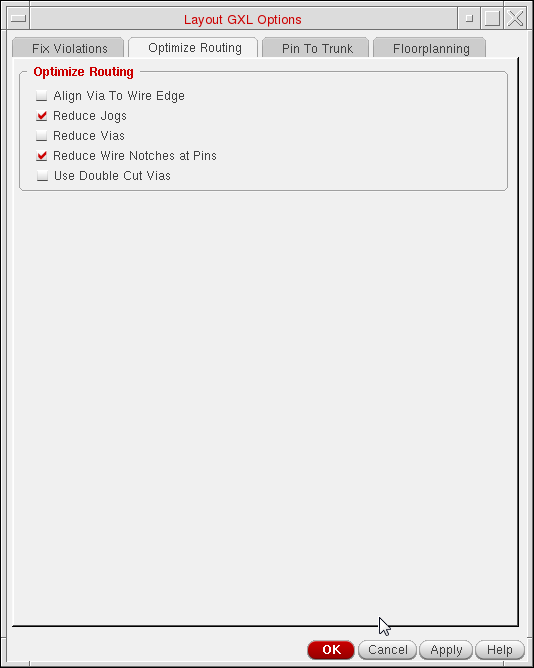 Layout GXL Options
Fix Violations Optimize Routing Pin To Trunk Floorplanning
Optimize Routing
Align Via To Wire Edge
Reduce Jogs
Reduce Vias
Reduce Wire Notches at Pins
Use Double Cut Vias
OK Cancel Apply Help